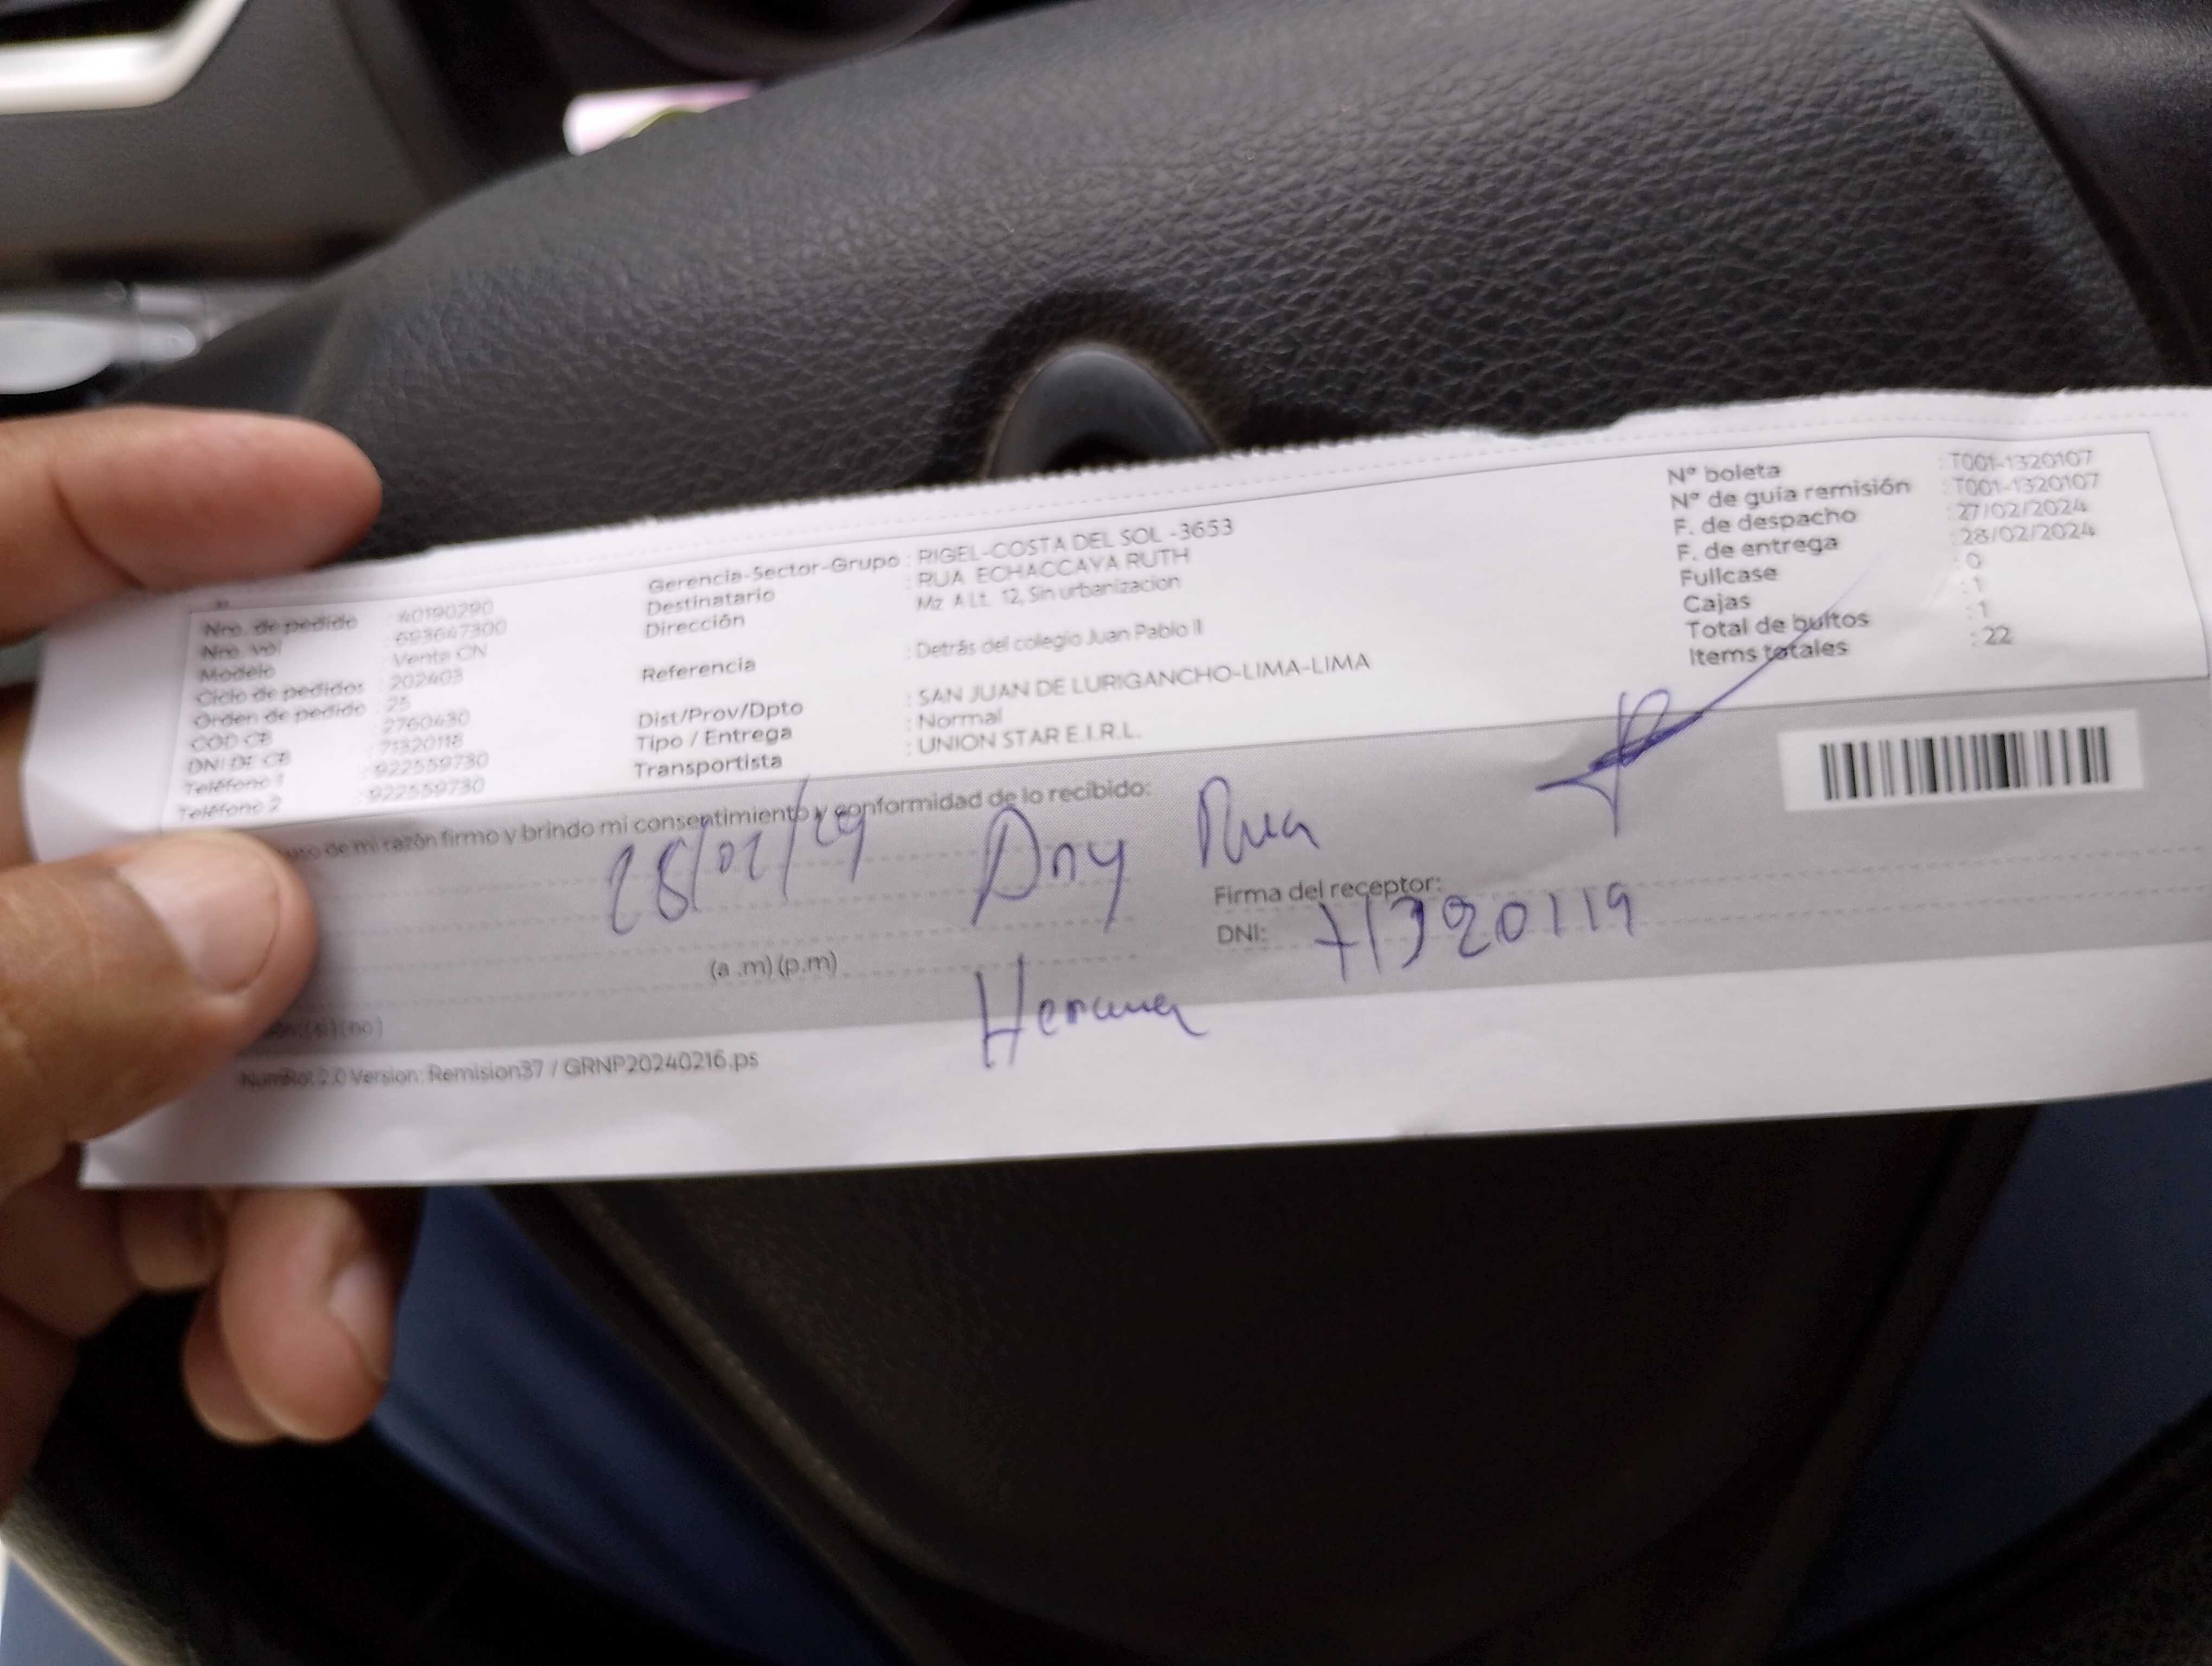 Nro. de pedido : 40190290
Nro. vol : 693647300
Modelo : Venta CN
Ciclo de pedidos : 202403
Orden de pedido : 25
COD CB : 2760430
DNI DE CB : 71320118
Teléfono 1 : 922559730
Teléfono 2 : 922559730
Gerencia-Sector-Grupo : RIGEL-COSTA DEL SOL -3653
Destinatario : RUA ECHACCAYA RUTH
Dirección Mz A Lt. 12, Sin urbanizacion
Referencia : Detrás del colegio Juan Pablo II
Dist/Prov/Dpto : SAN JUAN DE LURIGANCHO-LIMA-LIMA
Tipo / Entrega : Normal
Transportista : UNION STAR E.I.R.L.
Nº boleta : T001-1320107
Nº de guía remisión : T001-1320107
F. de despacho : 27/02/2024
F. de entrega : 28/02/2024
Fullcase : 0
Cajas : 1
Total de bultos : 1
Items totales : 22
de mi razón firmo y brindo mi consentimiento y conformidad de lo recibido:
28/02/24 Any Rua
Firma del receptor:
DNI: 71320119
(a .m) (p.m)
Hermana
(si) (no)
2.0 Version: Remision37 / GRNP20240216.ps